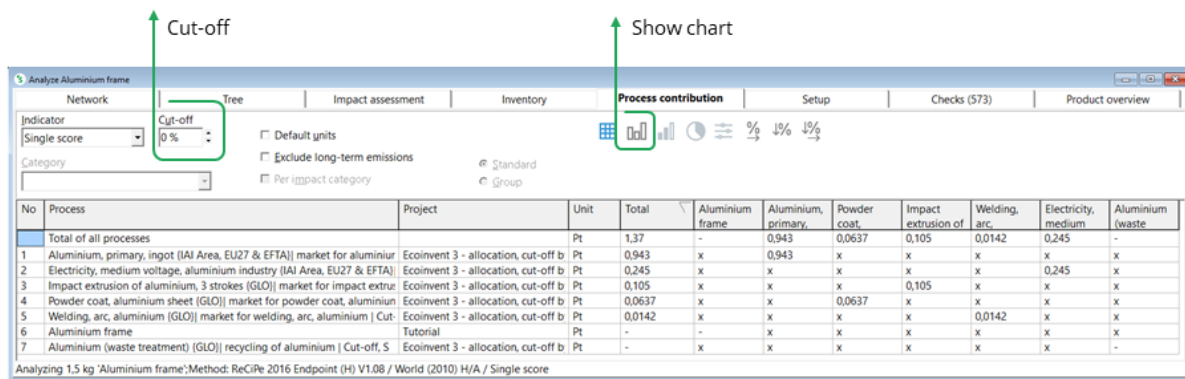 Cut-off Show chart
Analyze Aluminium frame
Network Tree Impact assessment Inventory Process contribution Setup Checks (573) Product overview
Indicator Cut-off
Single score 0 % Default units
Exclude long-term emissions Standard
Category Per impact category Group
No Process Project Unit Total Aluminium frame Aluminium, primary, Powder coat, Impact extrusion of Welding, arc, Electricity, medium Aluminium (waste
Total of all processes Pt 1,37 - 0,943 0,0637 0,105 0,0142 0,245 -
1 Aluminium, primary, ingot {IAI Area, EU27 & EFTA}| market for aluminiur Ecoinvent 3 - allocation, cut-off b Pt 0,943 x 0,943 x x x x x
2 Electricity, medium voltage, aluminium industry {IAI Area, EU27 & EFTA}| Ecoinvent 3 - allocation, cut-off b Pt 0,245 x x x x x 0,245 x
3 Impact extrusion of aluminium, 3 strokes {GLO}| market for impact extrus Ecoinvent 3 - allocation, cut-off b Pt 0,105 x x x 0,105 x x x
4 Powder coat, aluminium sheet {GLO}| market for powder coat, aluminiun Ecoinvent 3 - allocation, cut-off b Pt 0,0637 x x 0,0637 x x x x
5 Welding, arc, aluminium {GLO}| market for welding, arc, aluminium | Cut- Ecoinvent 3 - allocation, cut-off b Pt 0,0142 x x x x 0,0142 x x
6 Aluminium frame Tutorial Pt - - x x x x x x
7 Aluminium (waste treatment) {GLO}| recycling of aluminium | Cut-off, S Ecoinvent 3 - allocation, cut-off b Pt - x x x x x x -
Analyzing 1,5 kg 'Aluminium frame';Method: ReCiPe 2016 Endpoint (H) V1.08 / World (2010) H/A / Single score